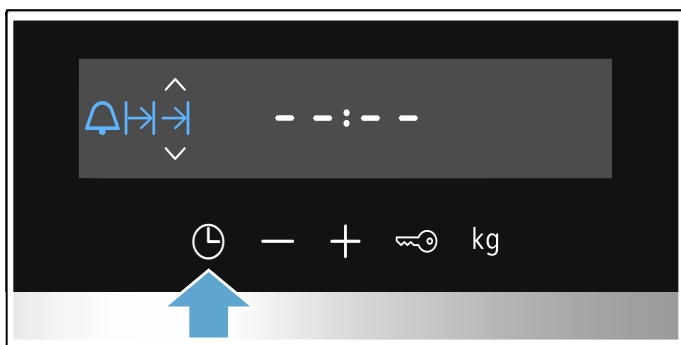 – –:– –
kg